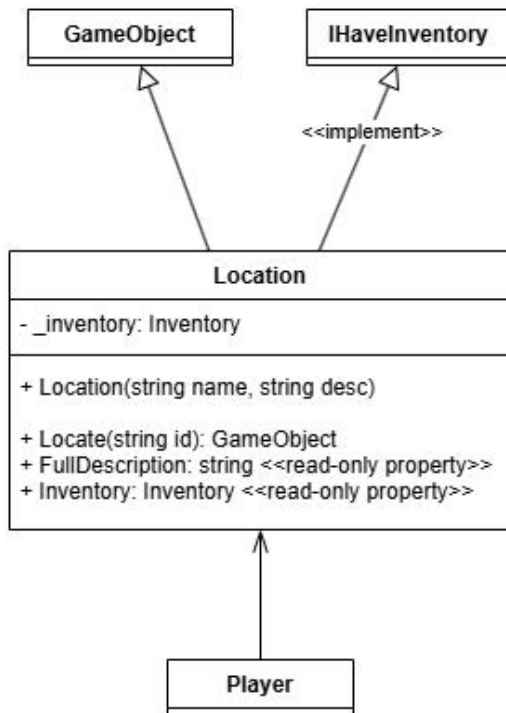 GameObject
IHaveInventory
<<implement>>
Location
- _inventory: Inventory
+ Location(string name, string desc)
+ Locate(string id): GameObject
+ FullDescription: string <<read-only property>>
+ Inventory: Inventory <<read-only property>>
Player